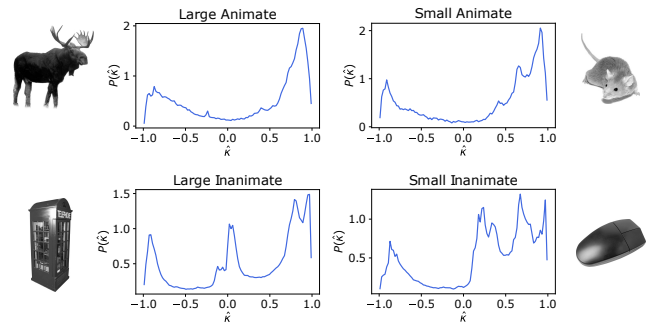 Large Animate
Small Animate
P(κ̂)
2
1
0
−1.0 −0.5 0.0 0.5 1.0
κ̂
P(κ̂)
2
1
0
−1.0 −0.5 0.0 0.5 1.0
κ̂
Large Inanimate
Small Inanimate
TELEPHONE
P(κ̂)
1.5
1.0
0.5
−1.0 −0.5 0.0 0.5 1.0
κ̂
P(κ̂)
1.0
0.5
−1.0 −0.5 0.0 0.5 1.0
κ̂